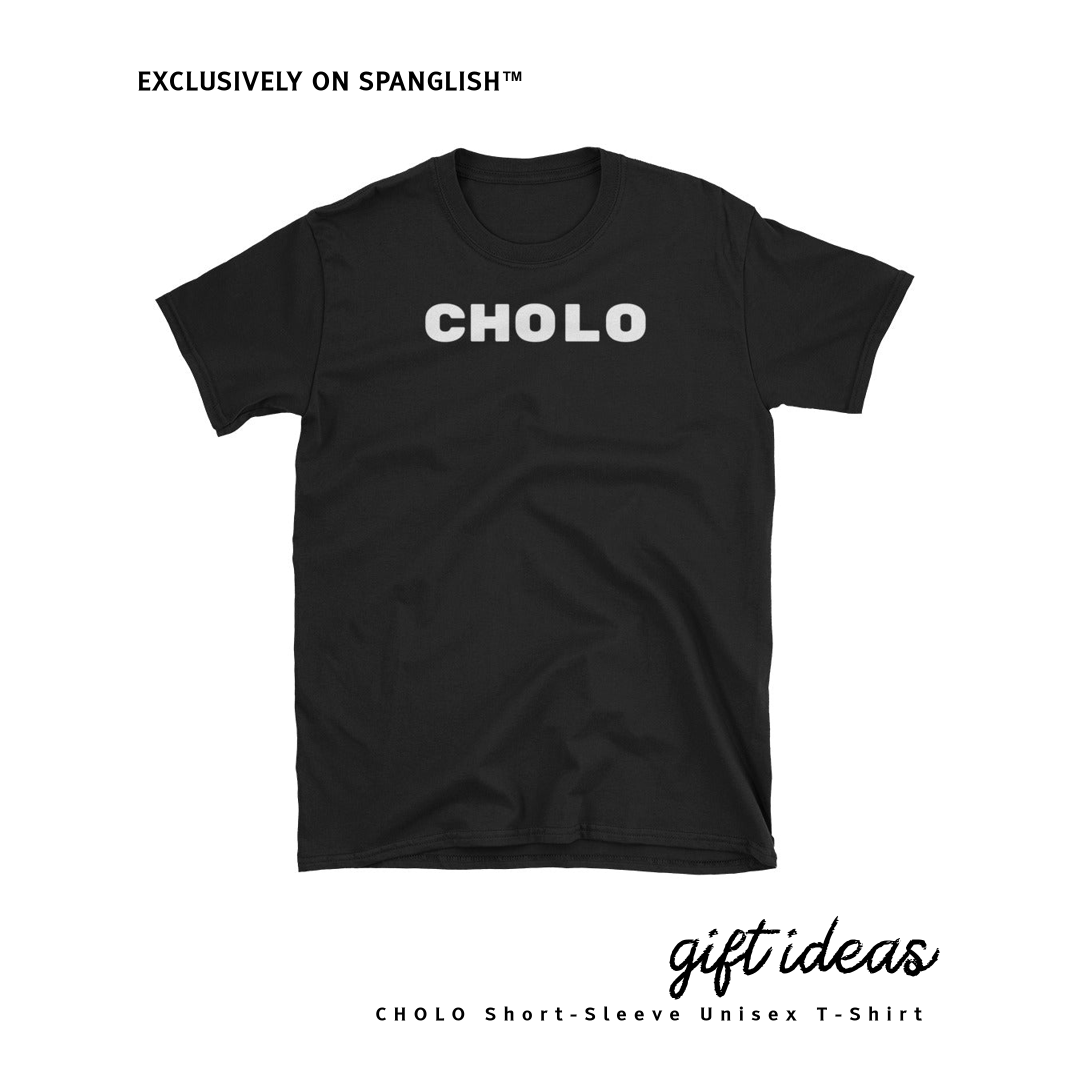 EXCLUSIVELY ON SPANGLISH™
CHOLO
gift ideas
CHOLO Short-Sleeve Unisex T-Shirt